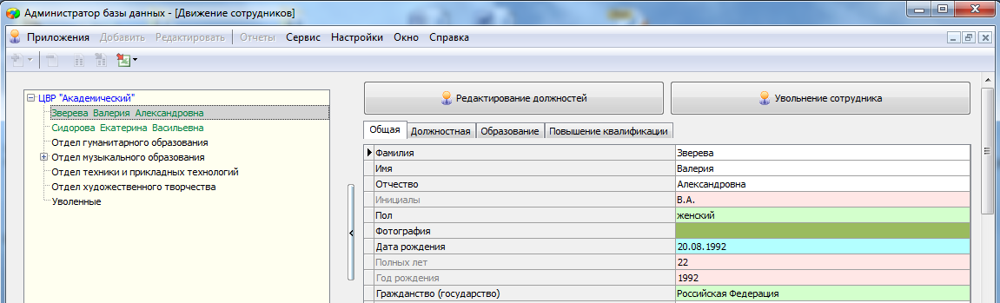 Администратор базы данных - [Движение сотрудников]
Приложения Добавить Редактировать Отчеты Сервис Настройки Окно Справка
ЦВР "Академический"
Зверева Валерия Александровна
Сидорова Екатерина Васильевна
Отдел гуманитарного образования
Отдел музыкального образования
Отдел техники и прикладных технологий
Отдел художественного творчества
Уволенные
Редактирование должностей
Увольнение сотрудника
Общая Должностная Образование Повышение квалификации
Фамилия Зверева
Имя Валерия
Отчество Александровна
Инициалы В.А.
Пол женский
Фотография
Дата рождения 20.08.1992
Полных лет 22
Год рождения 1992
Гражданство (государство) Российская Федерация